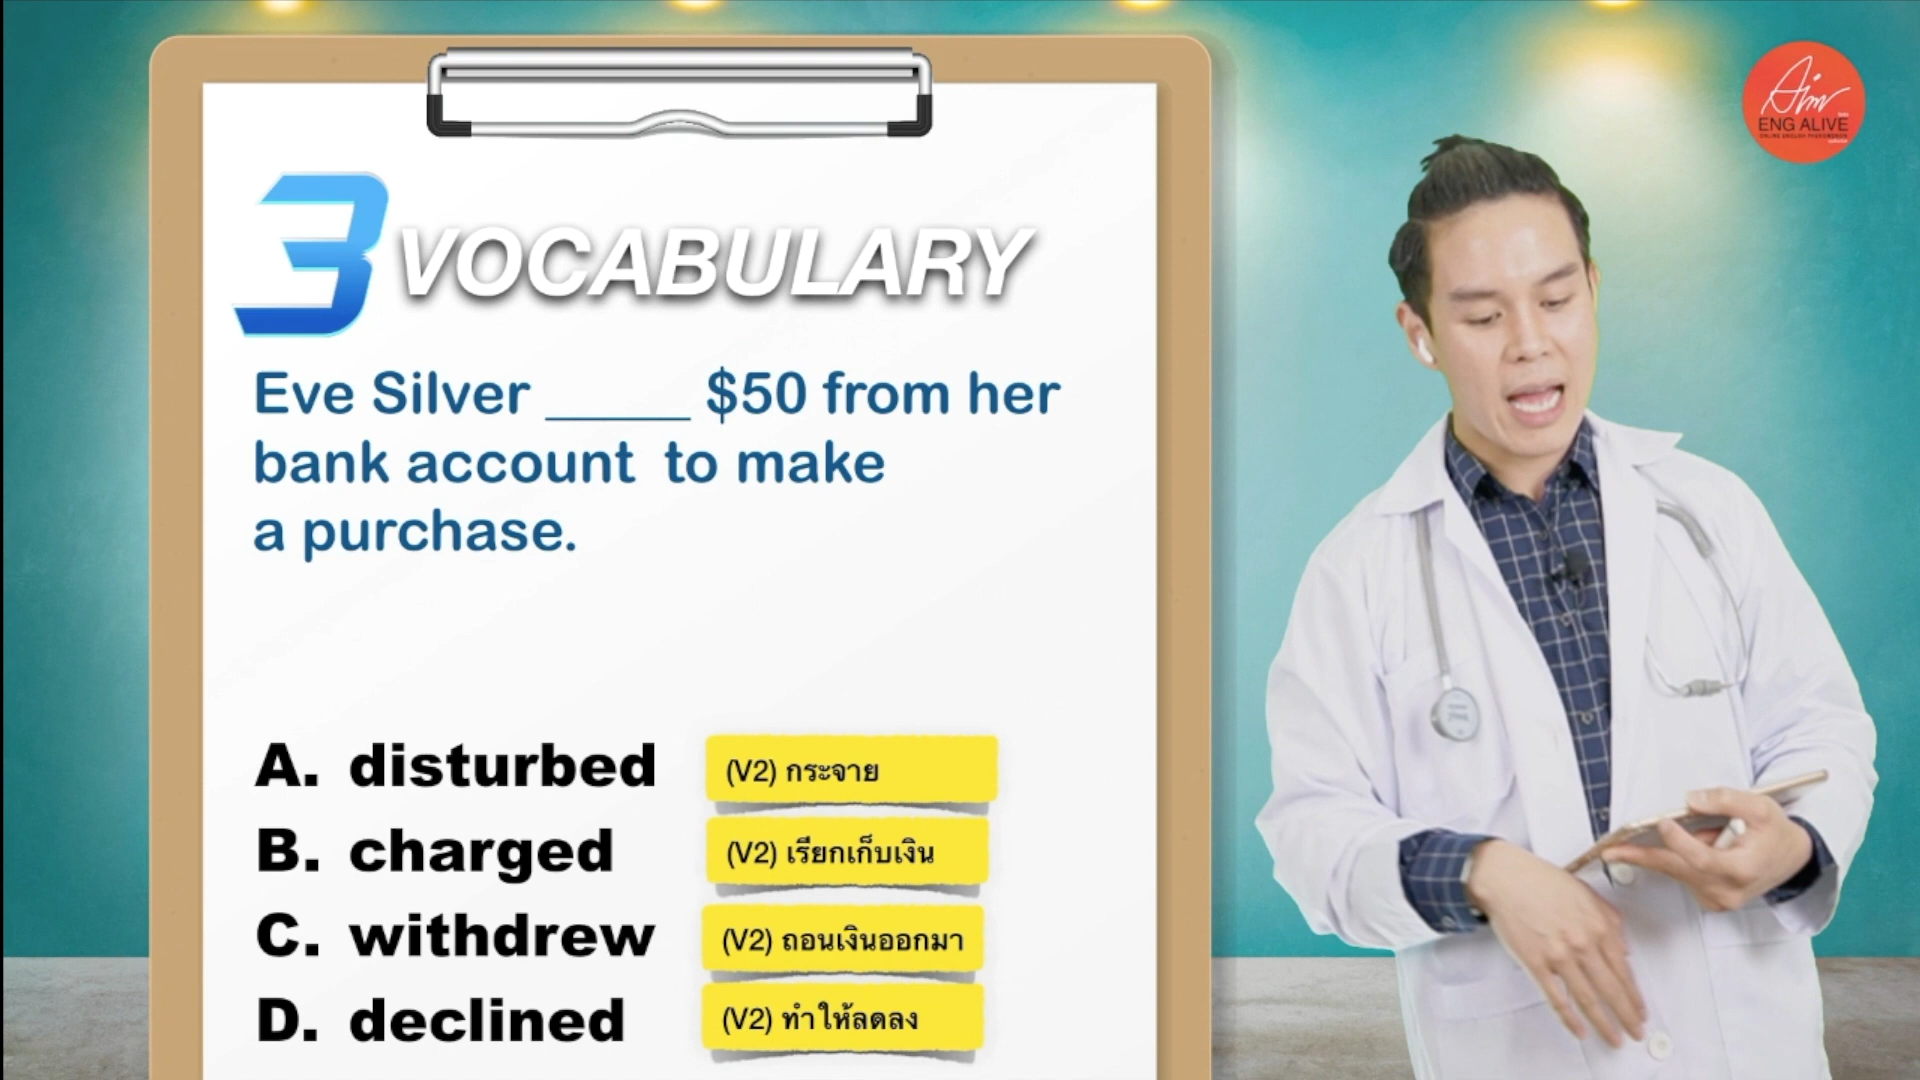 Aim
ENG ALIVE
3 VOCABULARY
Eve Silver _____ $50 from her
bank account to make
a purchase.
A. disturbed (V2) กระจาย
B. charged (V2) เรียกเก็บเงิน
C. withdrew (V2) ถอนเงินออกมา
D. declined (V2) ทำให้ลดลง